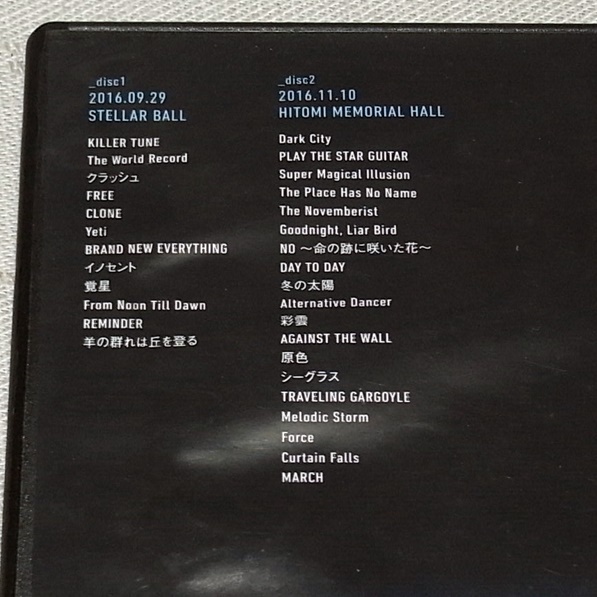 _disc1
2016.09.29
STELLAR BALL
KILLER TUNE
The World Record
クラッシュ
FREE
CLONE
Yeti
BRAND NEW EVERYTHING
イノセント
覚星
From Noon Till Dawn
REMINDER
羊の群れは丘を登る
_disc2
2016.11.10
HITOMI MEMORIAL HALL
Dark City
PLAY THE STAR GUITAR
Super Magical Illusion
The Place Has No Name
The Novemberist
Goodnight, Liar Bird
NO ～命の跡に咲いた花～
DAY TO DAY
冬の太陽
Alternative Dancer
彩雲
AGAINST THE WALL
原色
シーグラス
TRAVELING GARGOYLE
Melodic Storm
Force
Curtain Falls
MARCH